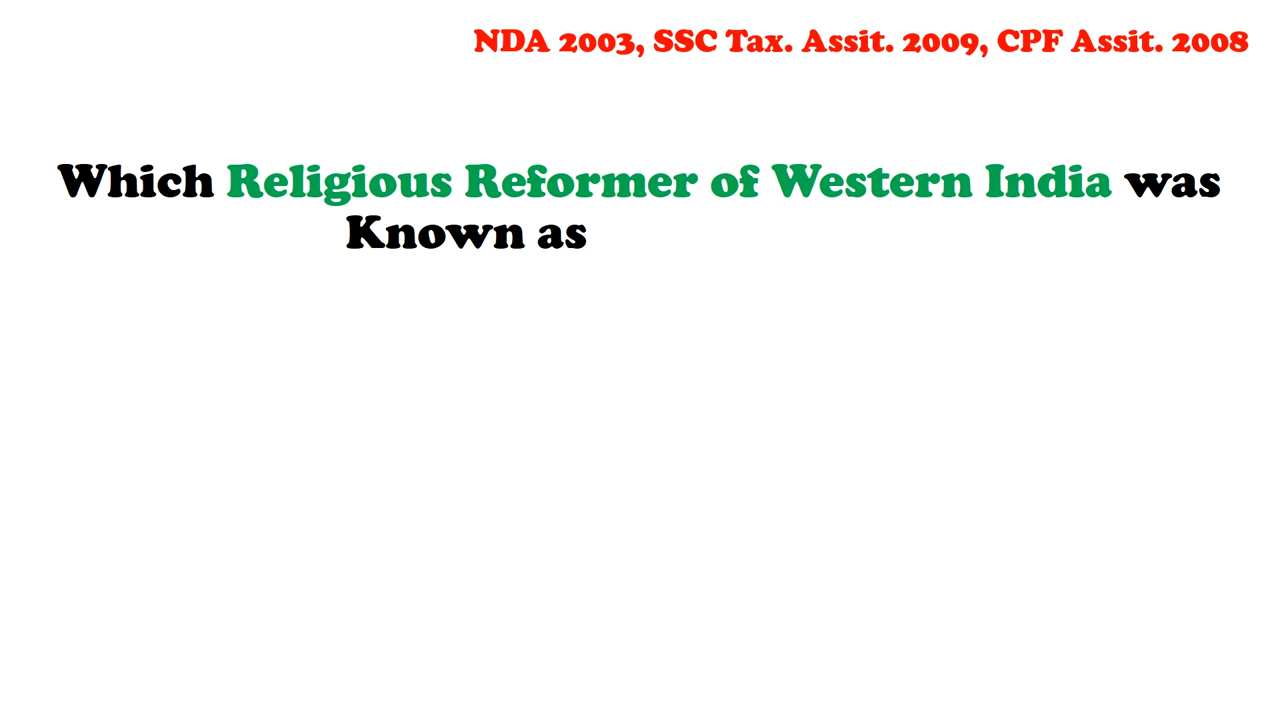 NDA 2003, SSC Tax. Assit. 2009, CPF Assit. 2008
Which Religious Reformer of Western India was
Known as